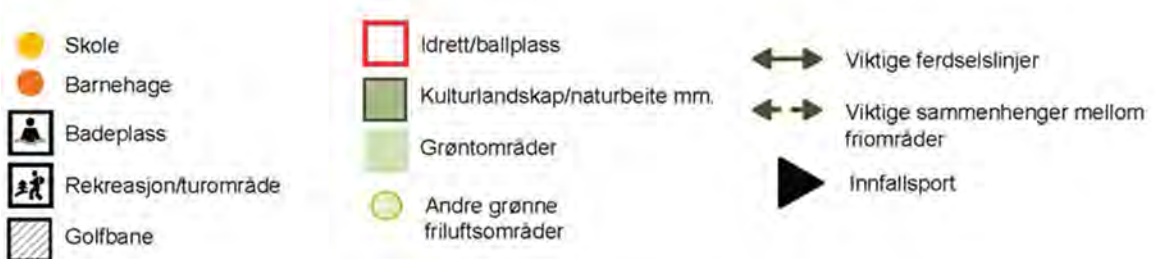 Skole
Barnehage
Badeplass
Rekreasjon/turområde
Golfbane
Idrett/ballplass
Kulturlandskap/naturbeite mm.
Grøntområder
Andre grønne
friluftsområder
Viktige ferdselslinjer
Viktige sammenhenger mellom
friområder
Innfallsport